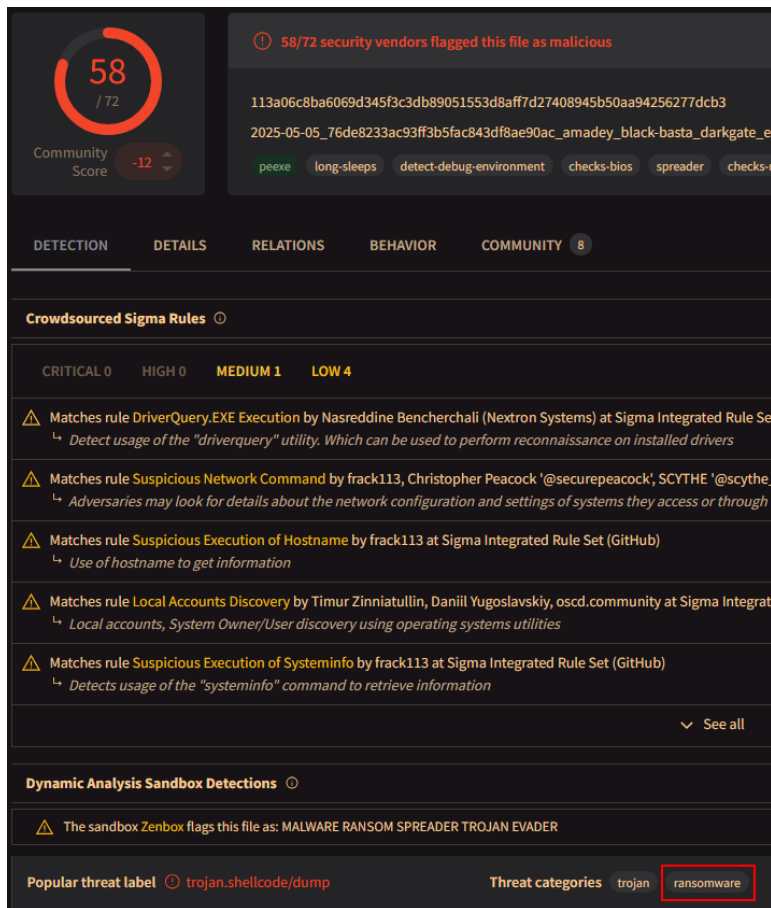 58
/ 72
Community
Score
-12
58/72 security vendors flagged this file as malicious
113a06c8ba6069d345f3c3db89051553d8aff7d27408945b50aa94256277dcb3
2025-05-05_76de8233ac93ff3b5fac843df8ae90ac_amadey_black-basta_darkgate_e
peexe long-sleeps detect-debug-environment checks-bios spreader checks-
DETECTION DETAILS RELATIONS BEHAVIOR COMMUNITY 8
Crowdsourced Sigma Rules
CRITICAL 0 HIGH 0 MEDIUM 1 LOW 4
Matches rule DriverQuery.EXE Execution by Nasreddine Bencherchali (Nextron Systems) at Sigma Integrated Rule Se
↳ Detect usage of the "driverquery" utility. Which can be used to perform reconnaissance on installed drivers
Matches rule Suspicious Network Command by frack113, Christopher Peacock '@securepeacock', SCYTHE '@scythe_
↳ Adversaries may look for details about the network configuration and settings of systems they access or through
Matches rule Suspicious Execution of Hostname by frack113 at Sigma Integrated Rule Set (GitHub)
↳ Use of hostname to get information
Matches rule Local Accounts Discovery by Timur Zinniatullin, Daniil Yugoslavskiy, oscd.community at Sigma Integrat
↳ Local accounts, System Owner/User discovery using operating systems utilities
Matches rule Suspicious Execution of Systeminfo by frack113 at Sigma Integrated Rule Set (GitHub)
↳ Detects usage of the "systeminfo" command to retrieve information
See all
Dynamic Analysis Sandbox Detections
The sandbox Zenbox flags this file as: MALWARE RANSOM SPREADER TROJAN EVADER
Popular threat label trojan.shellcode/dump Threat categories trojan ransomware